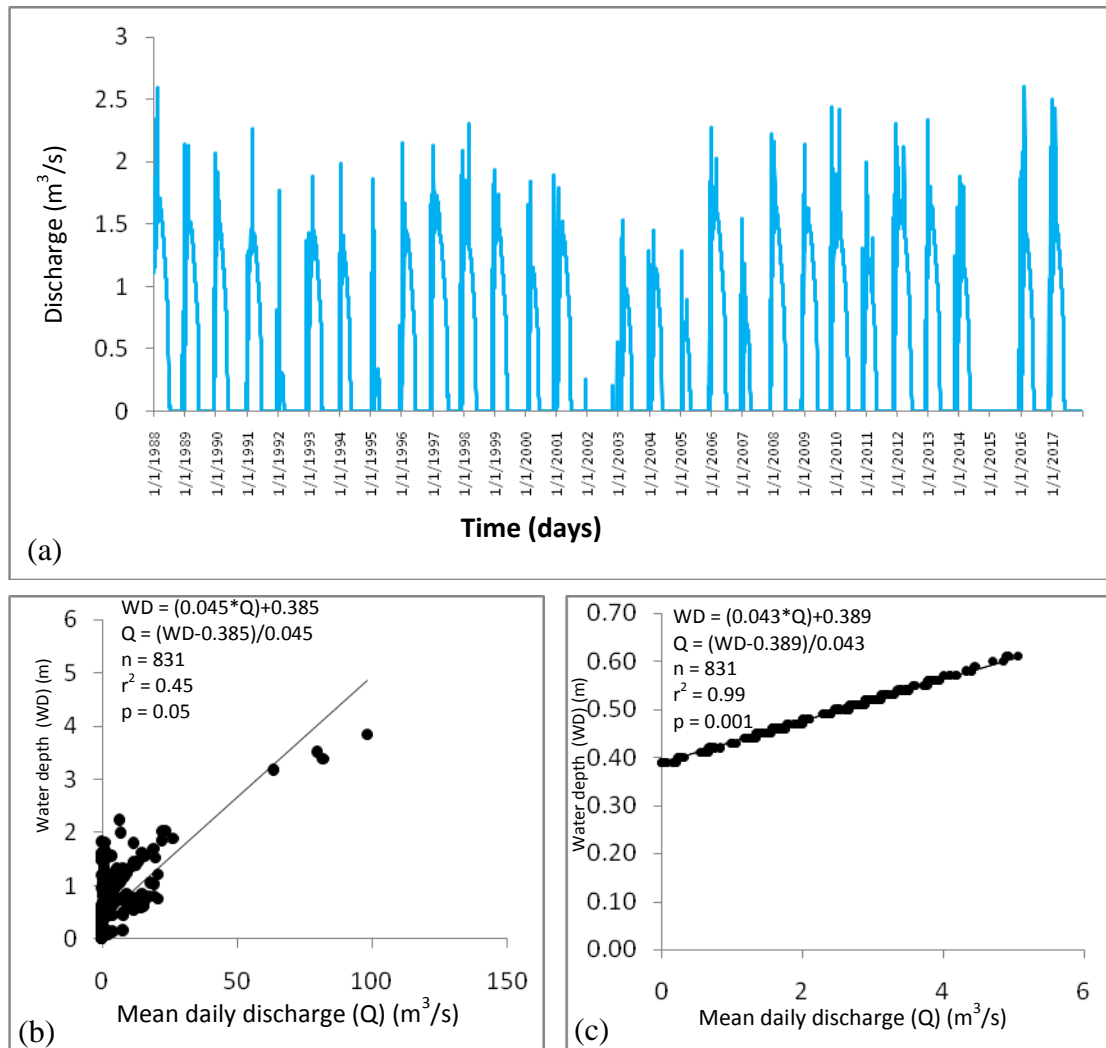 3
2.5
2
1.5
1
0.5
0
Discharge (m³/s)
1/1/1988
1/1/1989
1/1/1990
1/1/1991
1/1/1992
1/1/1993
1/1/1994
1/1/1995
1/1/1996
1/1/1997
1/1/1998
1/1/1999
1/1/2000
1/1/2001
1/1/2002
1/1/2003
1/1/2004
1/1/2005
1/1/2006
1/1/2007
1/1/2008
1/1/2009
1/1/2010
1/1/2011
1/1/2012
1/1/2013
1/1/2014
1/1/2015
1/1/2016
1/1/2017
Time (days)
(a)
WD = (0.045*Q)+0.385
Q = (WD-0.385)/0.045
n = 831
r² = 0.45
p = 0.05
6
5
4
3
2
1
0
Water depth (WD) (m)
0 50 100 150
Mean daily discharge (Q) (m³/s)
(b)
WD = (0.043*Q)+0.389
Q = (WD-0.389)/0.043
n = 831
r² = 0.99
p = 0.001
0.70
0.60
0.50
0.40
0.30
0.20
0.10
0.00
Water depth (WD) (m)
0 2 4 6
Mean daily discharge (Q) (m³/s)
(c)